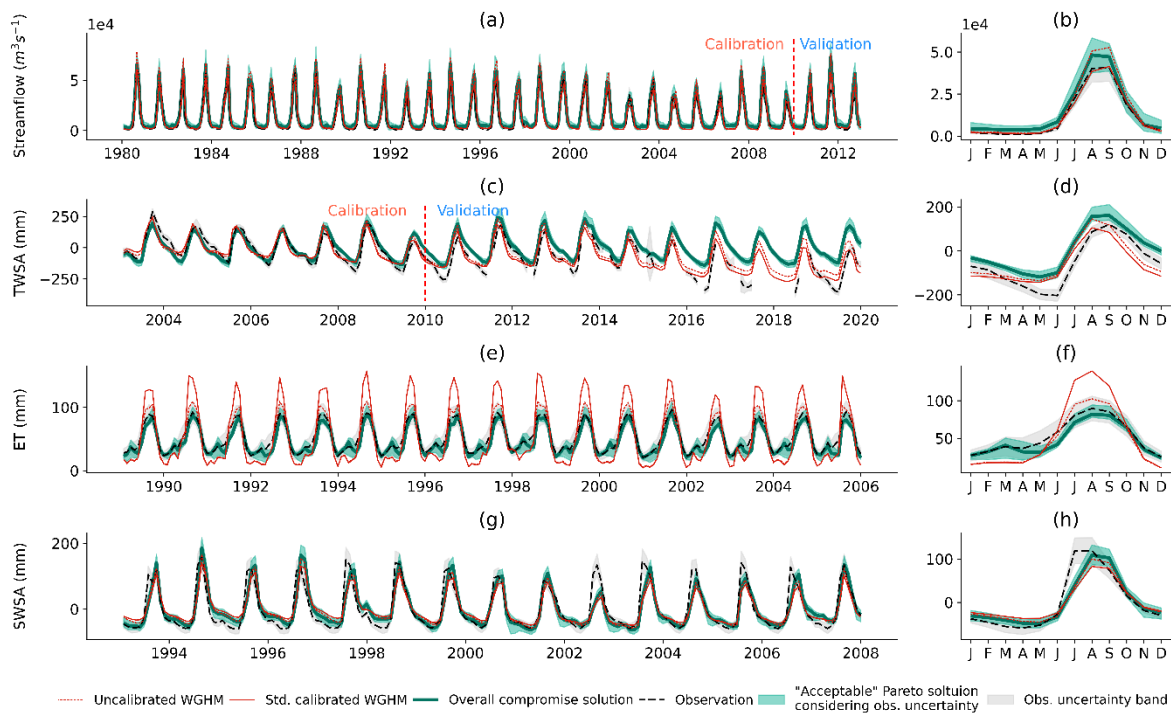 (a) (b)
1e4 1e4
Streamflow (m³s⁻¹)
Calibration Validation
5
0
1980 1984 1988 1992 1996 2000 2004 2008 2012
5.0
2.5
0.0
J F M A M J J A S O N D
(c) (d)
TWSA (mm)
Calibration Validation
250
0
−250
2004 2006 2008 2010 2012 2014 2016 2018 2020
200
0
−200
J F M A M J J A S O N D
(e) (f)
ET (mm)
100
0
1990 1992 1994 1996 1998 2000 2002 2004 2006
100
50
J F M A M J J A S O N D
(g) (h)
SWSA (mm)
200
0
1994 1996 1998 2000 2002 2004 2006 2008
100
0
J F M A M J J A S O N D
Uncalibrated WGHM Std. calibrated WGHM Overall compromise solution Observation "Acceptable" Pareto soltuion
considering obs. uncertainty Obs. uncertainty band